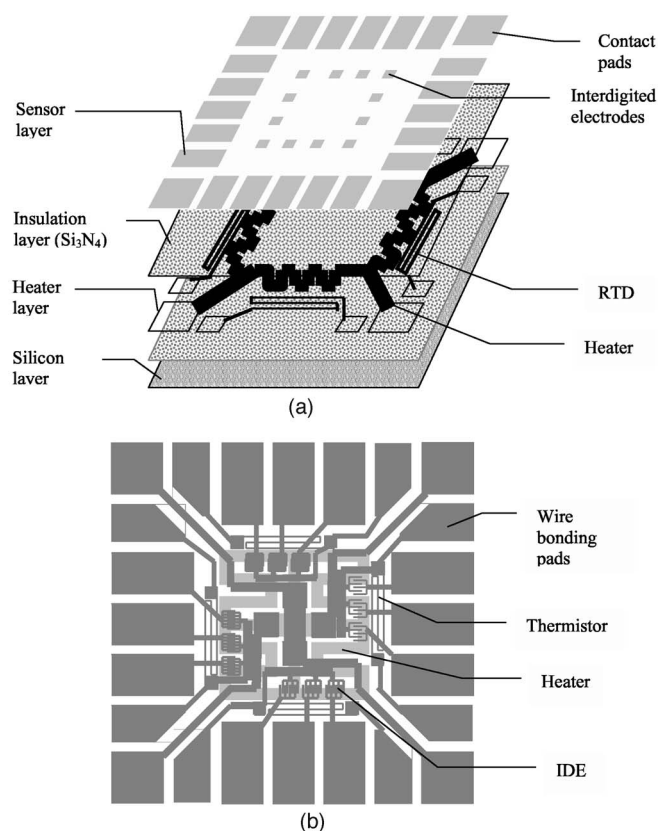 Contact
pads
Interdigited
electrodes
Sensor
layer
Insulation
layer (Si₃N₄)
Heater
layer
RTD
Heater
Silicon
layer
(a)
Wire
bonding
pads
Thermistor
Heater
IDE
(b)